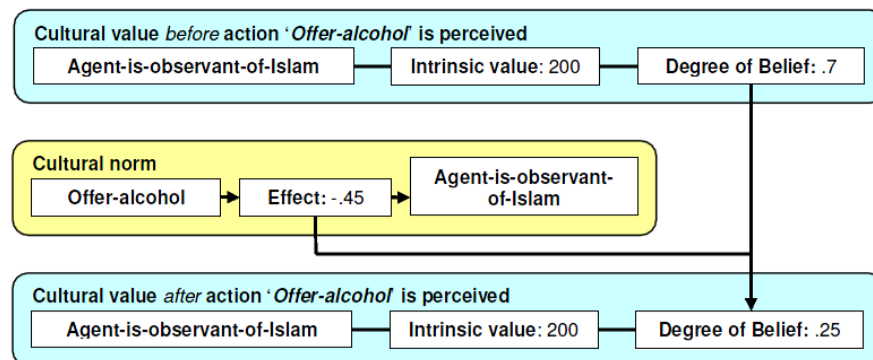 Cultural value before action ‘Offer-alcohol’ is perceived
Agent-is-observant-of-Islam
Intrinsic value: 200
Degree of Belief: .7
Cultural norm
Offer-alcohol
Effect: -.45
Agent-is-observant-
of-Islam
Cultural value after action ‘Offer-alcohol’ is perceived
Agent-is-observant-of-Islam
Intrinsic value: 200
Degree of Belief: .25